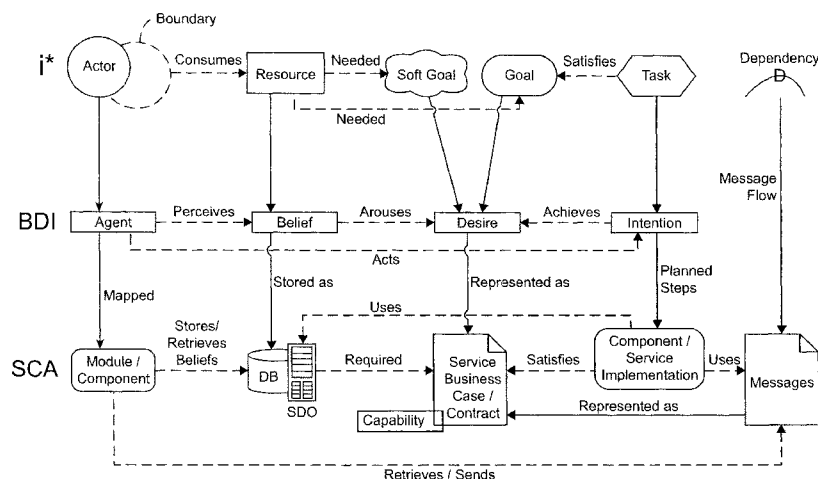 Boundary
i*
Actor
Consumes
Resource
Needed
Soft Goal
Goal
Satisfies
Task
Dependency
D
Needed
Message
Flow
BDI
Agent
Perceives
Belief
Arouses
Desire
Achieves
Intention
Acts
Mapped
Stored as
Represented as
Planned
Steps
Uses
Stores/
Retrieves
Beliefs
SCA
Module /
Component
DB
SDO
Required
Service
Business
Case /
Contract
Capability
Satisfies
Component /
Service
Implementation
Uses
Messages
Represented as
Retrieves / Sends